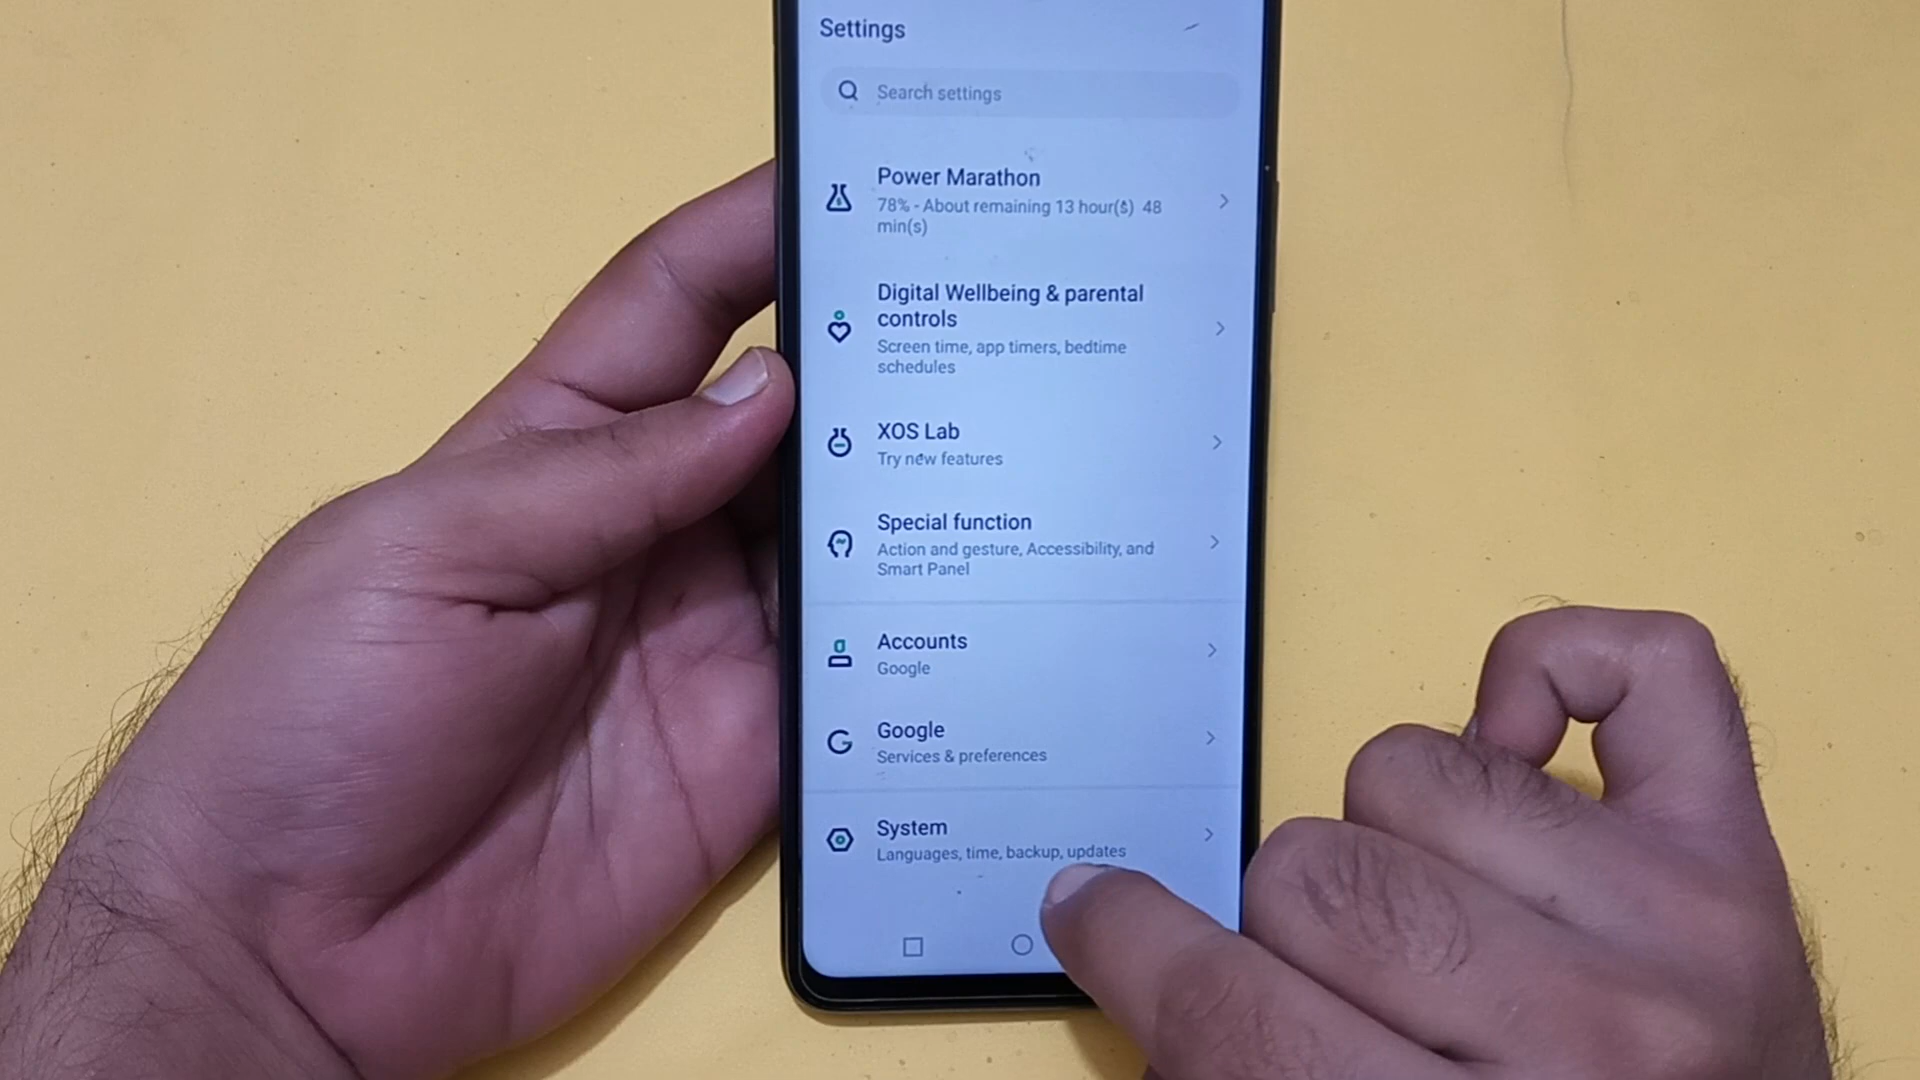 Settings
Search settings
Power Marathon
78% - About remaining 13 hour(s) 48
min(s)
Digital Wellbeing & parental
controls
Screen time, app timers, bedtime
schedules
XOS Lab
Try new features
Special function
Action and gesture, Accessibility, and
Smart Panel
Accounts
Google
Google
Services & preferences
System
Languages, time, backup, updates